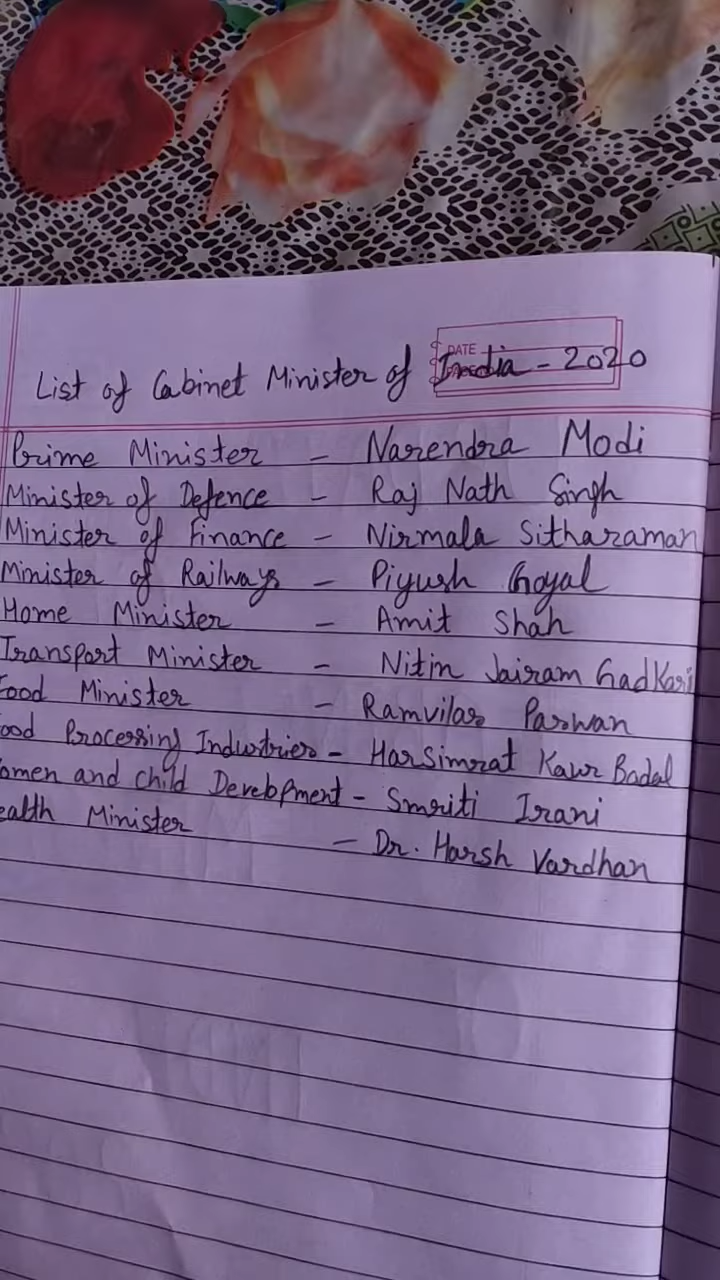 DATE
List of Cabinet Minister of India - 2020
Prime Minister - Narendra Modi
Minister of Defence - Raj Nath Singh
Minister of Finance - Nirmala Sitharaman
Minister of Railways - Piyush Goyal
Home Minister - Amit Shah
Transport Minister - Nitin Jairam Gadkari
Food Minister - Ramvilas Parwan
ood Processing Industries - Harsimrat Kaur Badal
omen and child Development - Smriti Irani
ealth Minister - Dr. Harsh Vardhan